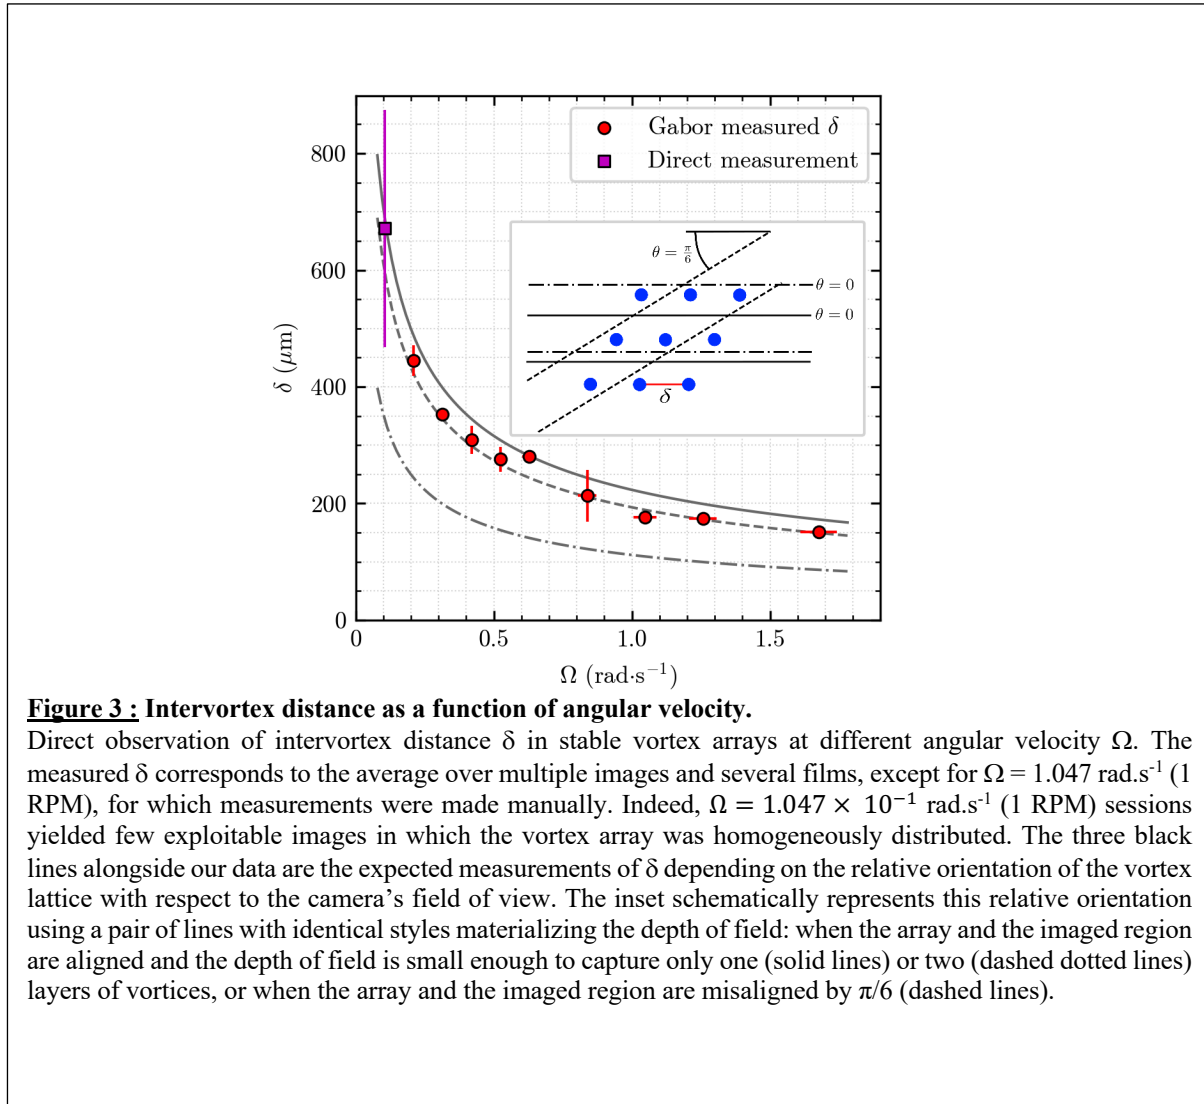 800
600
400
200
0
0
0.5
1.0
1.5
δ (μm)
Ω (rad·s⁻¹)
Gabor measured δ
Direct measurement
θ = π/6
θ = 0
θ = 0
δ
Figure 3 : Intervortex distance as a function of angular velocity.
Direct observation of intervortex distance δ in stable vortex arrays at different angular velocity Ω. The
measured δ corresponds to the average over multiple images and several films, except for Ω = 1.047 rad.s⁻¹ (1
RPM), for which measurements were made manually. Indeed, Ω = 1.047 × 10⁻¹ rad.s⁻¹ (1 RPM) sessions
yielded few exploitable images in which the vortex array was homogeneously distributed. The three black
lines alongside our data are the expected measurements of δ depending on the relative orientation of the vortex
lattice with respect to the camera's field of view. The inset schematically represents this relative orientation
using a pair of lines with identical styles materializing the depth of field: when the array and the imaged region
are aligned and the depth of field is small enough to capture only one (solid lines) or two (dashed dotted lines)
layers of vortices, or when the array and the imaged region are misaligned by π/6 (dashed lines).